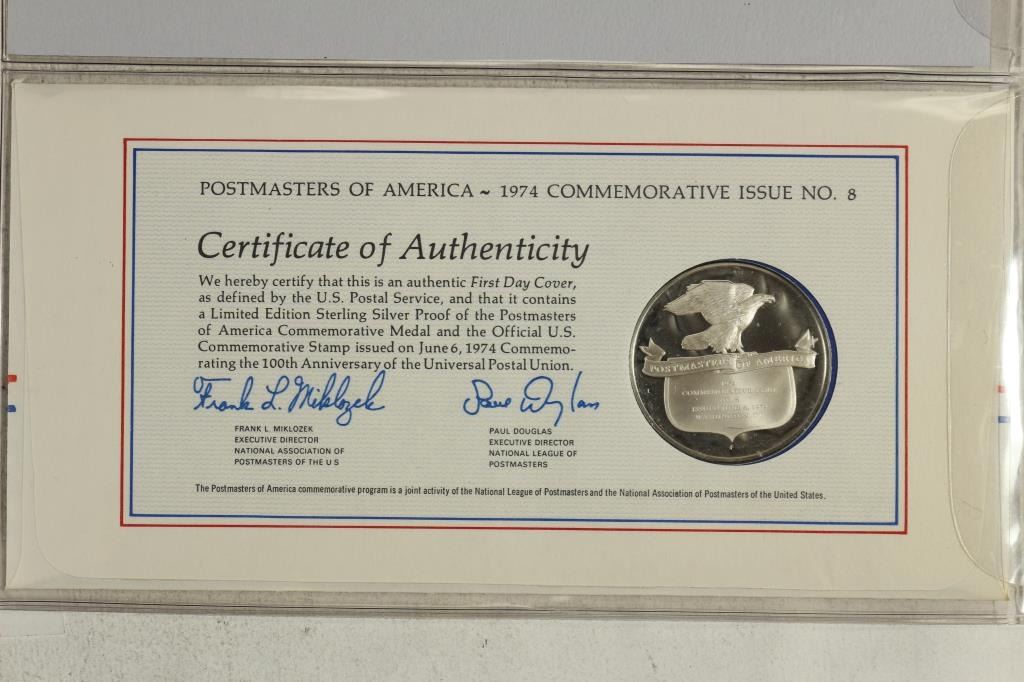 POSTMASTERS OF AMERICA ~ 1974 COMMEMORATIVE ISSUE NO. 8
Certificate of Authenticity
We hereby certify that this is an authentic First Day Cover,
as defined by the U.S. Postal Service, and that it contains
a Limited Edition Sterling Silver Proof of the Postmasters
of America Commemorative Medal and the Official U.S.
Commemorative Stamp issued on June 6, 1974 Commemo-
rating the 100th Anniversary of the Universal Postal Union.
Frank L. Miklozek
FRANK L. MIKLOZEK
EXECUTIVE DIRECTOR
NATIONAL ASSOCIATION OF
POSTMASTERS OF THE U S
PAUL DOUGLAS
EXECUTIVE DIRECTOR
NATIONAL LEAGUE OF
POSTMASTERS
POSTMASTERS OF AMERICA
The Postmasters of America commemorative program is a joint activity of the National League of Postmasters and the National Association of Postmasters of the United States.